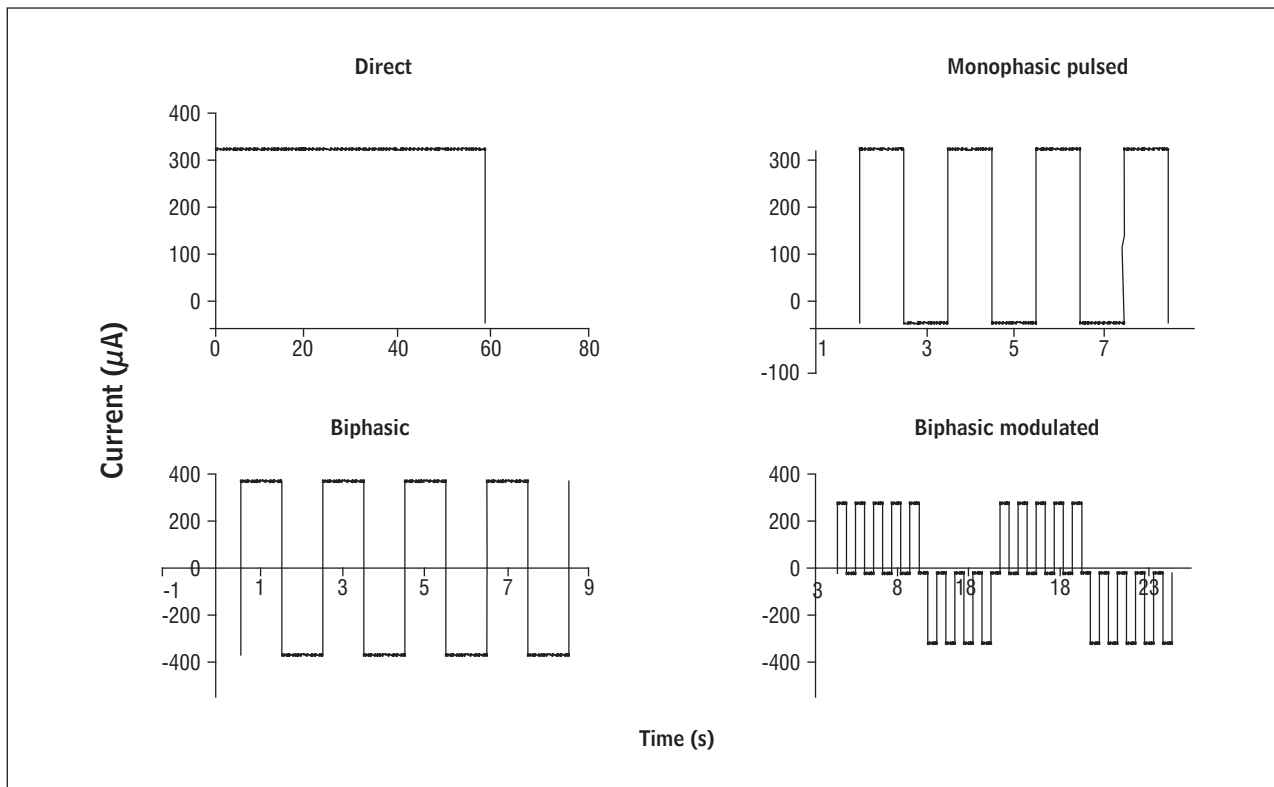 Direct
400
300
200
100
0
0 20 40 60 80
Monophasic pulsed
300
200
100
0
-100
1 3 5 7
Current (µA)
Biphasic
400
200
0
-200
-400
-1 1 3 5 7 9
Biphasic modulated
400
200
0
-200
-400
3 8 18 18 23
Time (s)